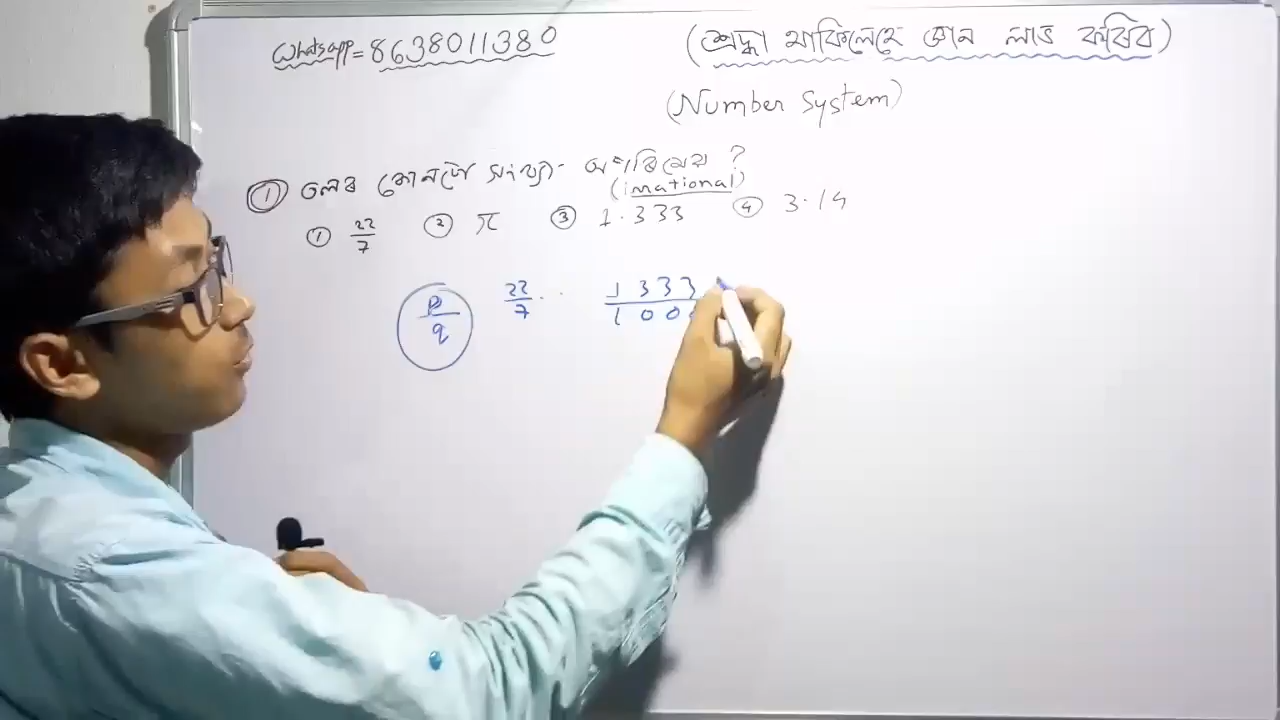 Whatsapp = 8638011380
(শ্ৰদ্ধা থাকিলেহে জ্ঞান লাভ কৰিব)
(Number System)
① তলৰ কোনটো সংখ্যা অপৰিমেয় ?
(irrational)
① 22/7 ② π ③ 1.333 ④ 3.14
p/q 22/7 .. 1333/1000